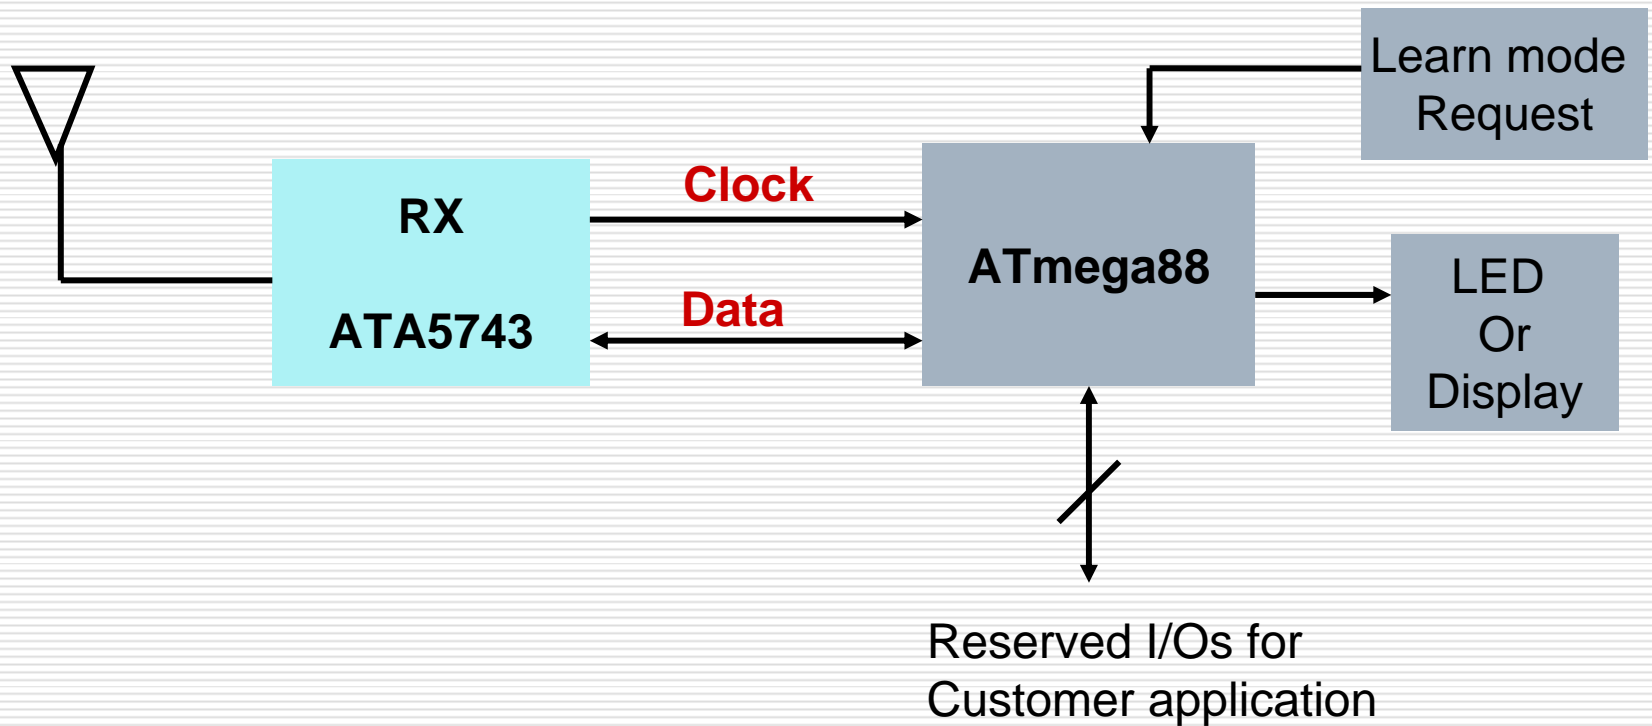 Learn mode
Request
Clock
RX
ATA5743
Data
ATmega88
LED
Or
Display
Reserved I/Os for
Customer application